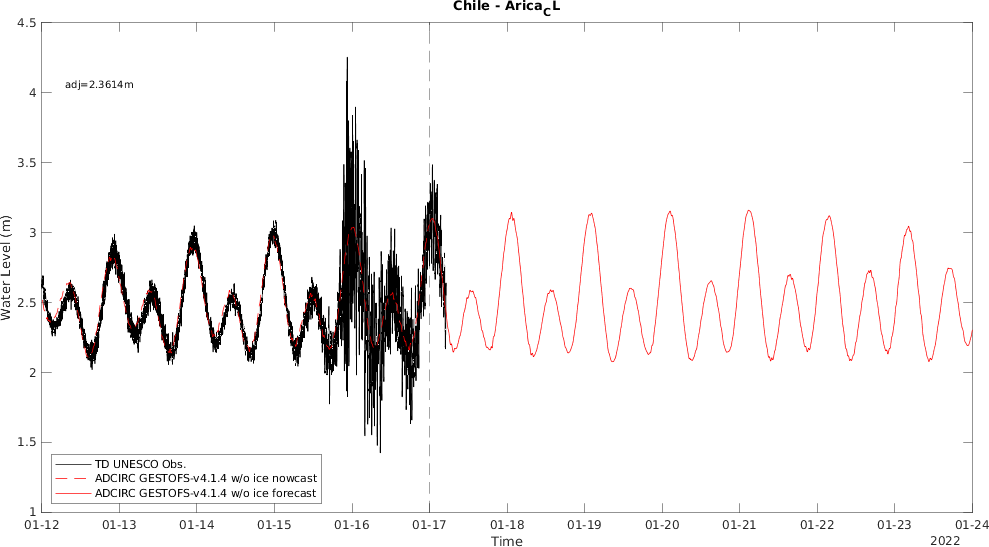 Chile - Arica_CL
adj=2.3614m
4.5
4
3.5
3
2.5
2
1.5
1
Water Level (m)
TD UNESCO Obs.
ADCIRC GESTOFS-v4.1.4 w/o ice nowcast
ADCIRC GESTOFS-v4.1.4 w/o ice forecast
01-12 01-13 01-14 01-15 01-16 01-17 01-18 01-19 01-20 01-21 01-22 01-23 01-24
Time
2022